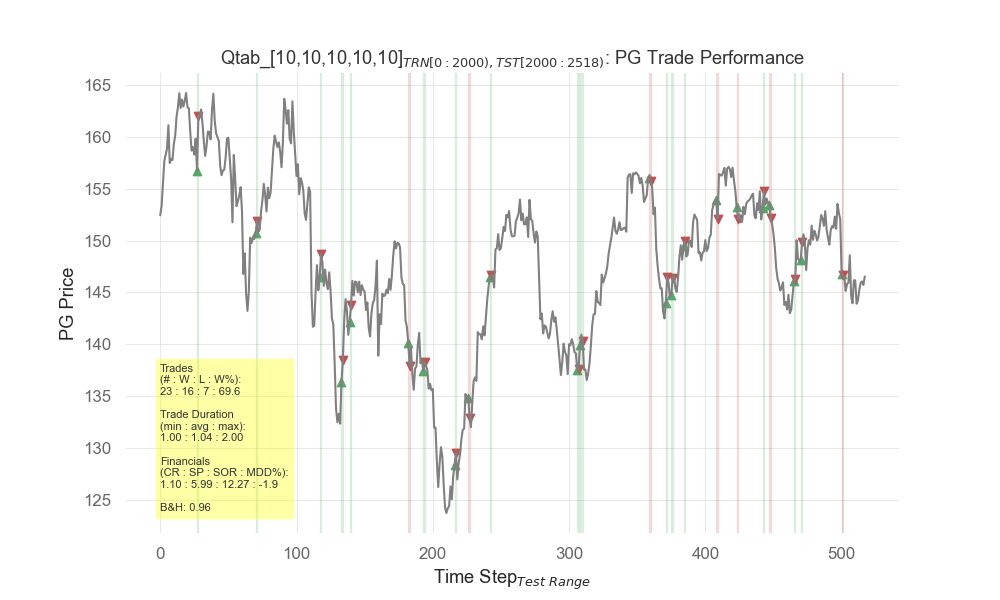 Qtab_[10,10,10,10,10]TRN[0 : 2000), TST[2000 : 2518): PG Trade Performance
165
160
155
150
145
140
135
130
125
PG Price
Trades
(# : W : L : W%):
23 : 16 : 7 : 69.6
Trade Duration
(min : avg : max):
1.00 : 1.04 : 2.00
Financials
(CR : SP : SOR : MDD%):
1.10 : 5.99 : 12.27 : -1.9
B&H: 0.96
0 100 200 300 400 500
Time StepTest Range